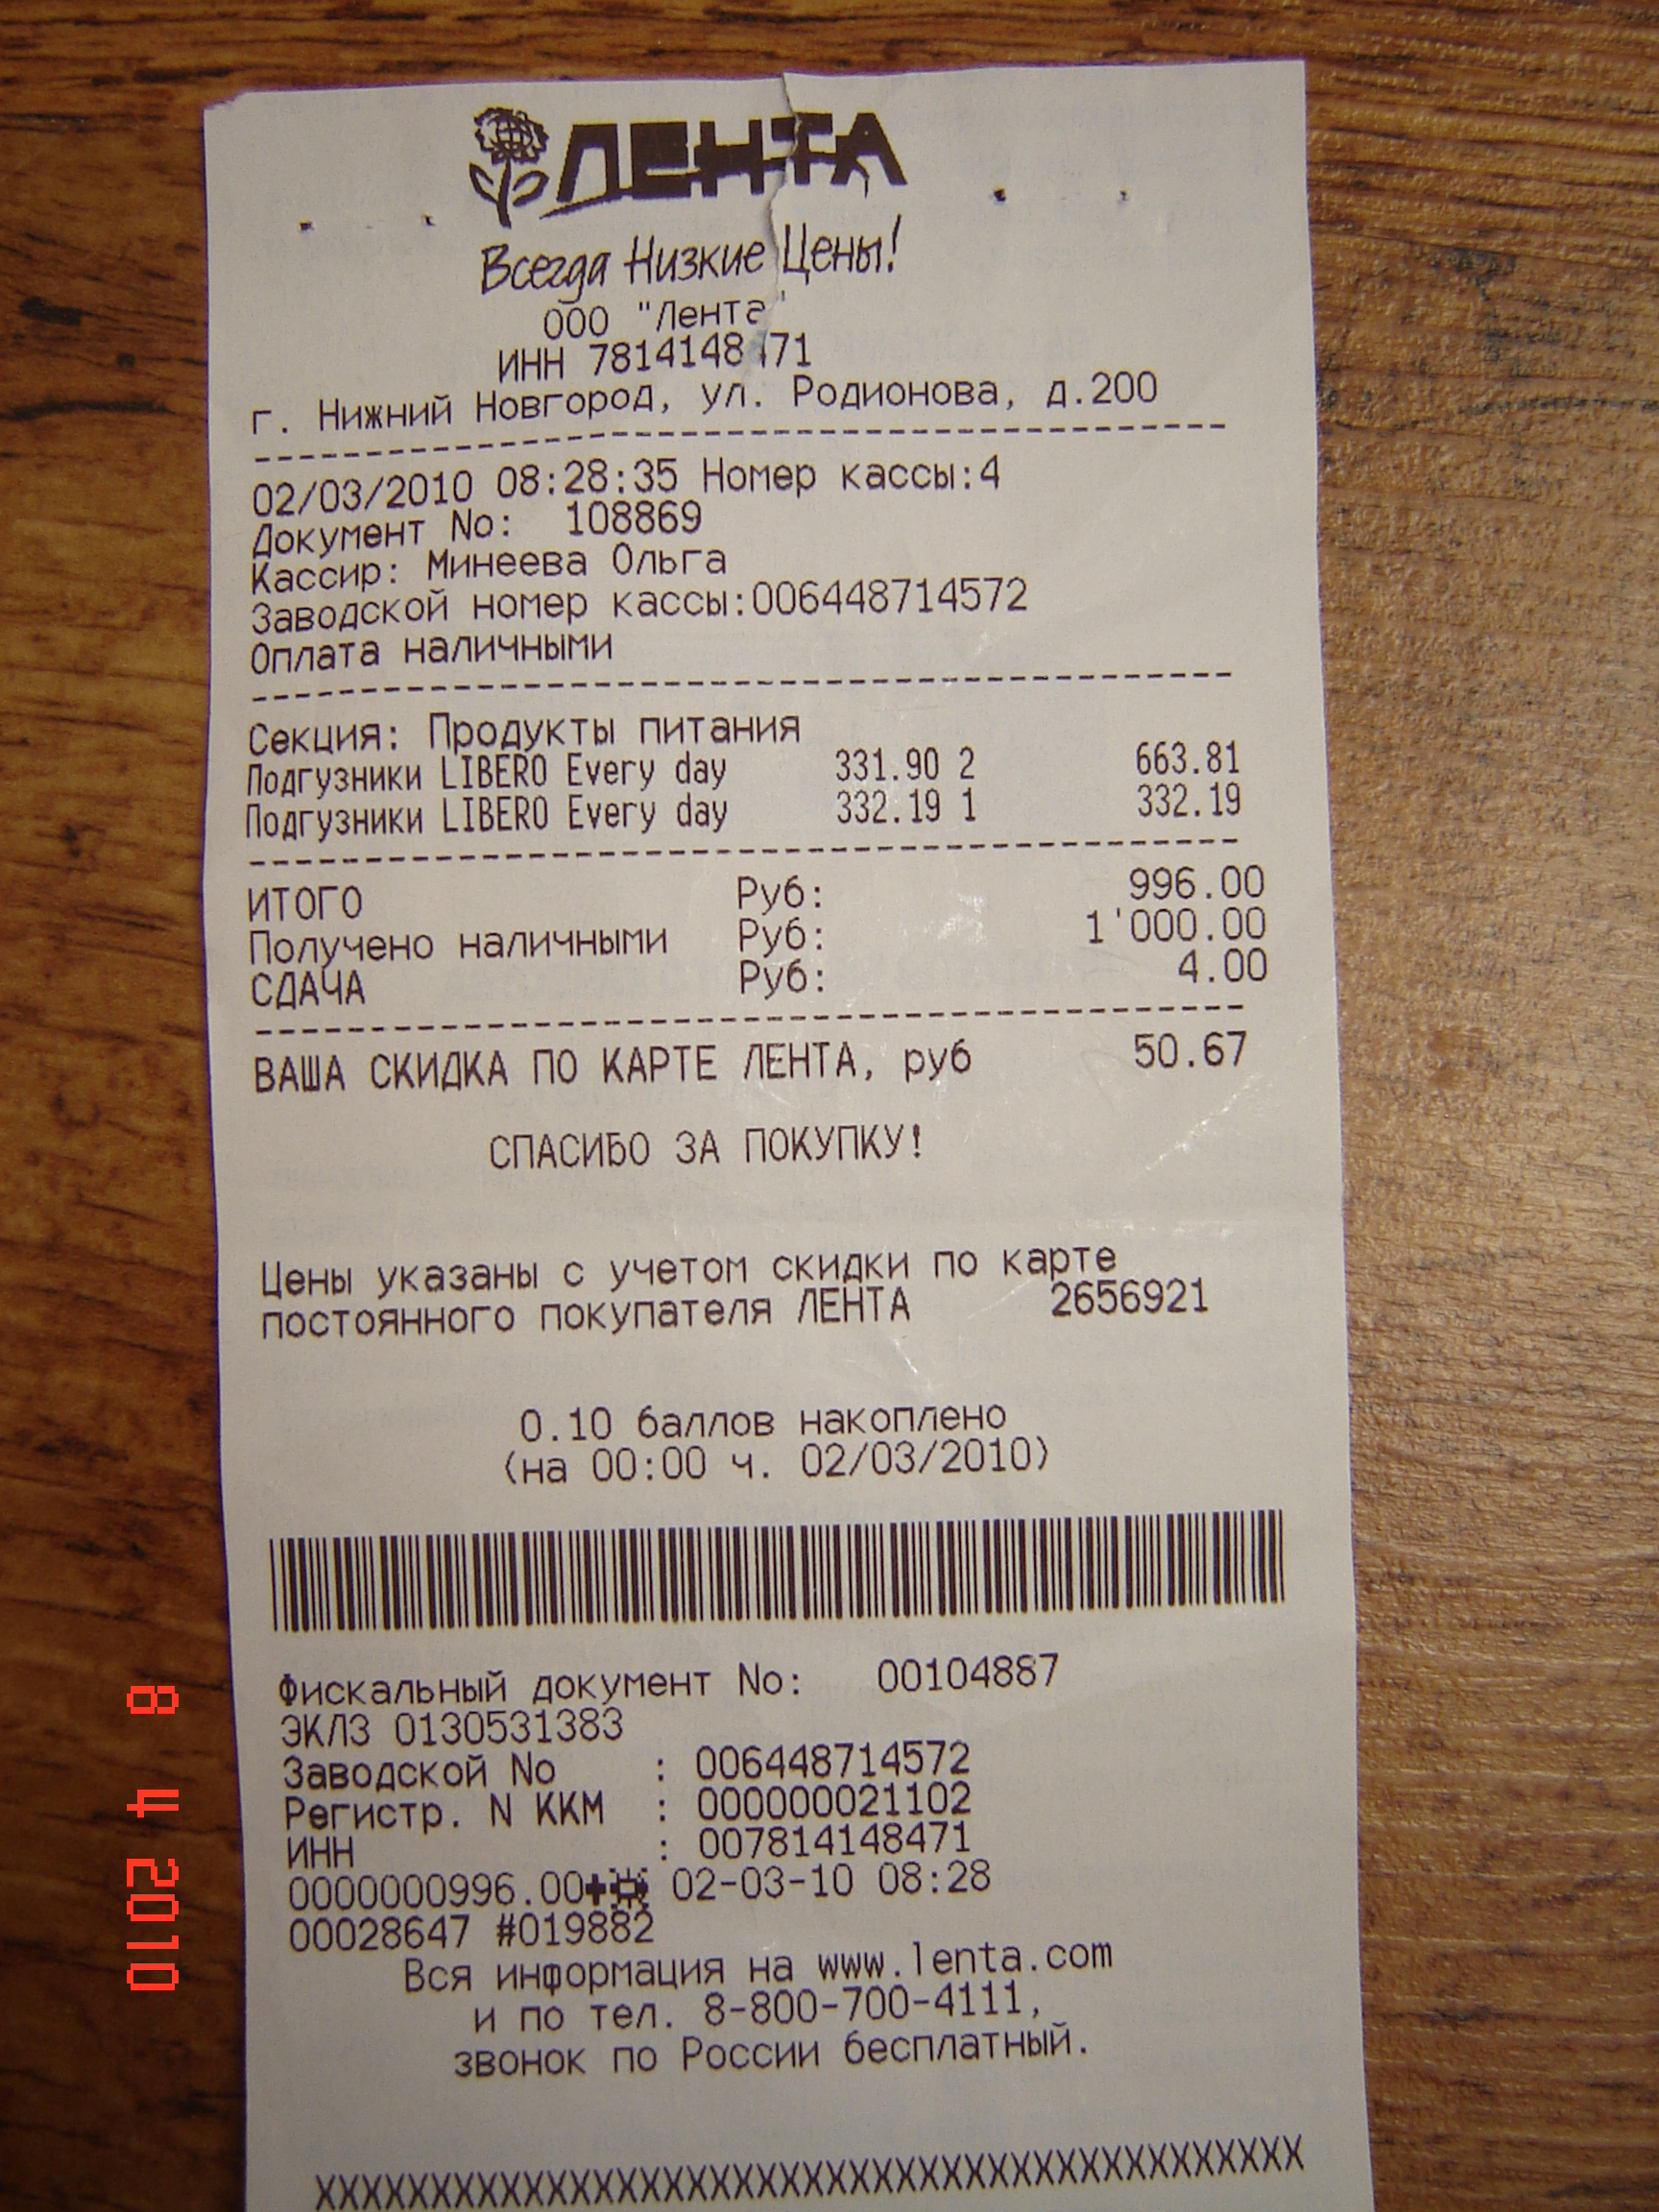 ЛЕНТА
Всегда Низкие Цены!
ООО "Лента"
ИНН 7814148471
г. Нижний Новгород, ул. Родионова, д.200
02/03/2010 08:28:35 Номер кассы:4
Документ No: 108869
Кассир: Минеева Ольга
Заводской номер кассы:006448714572
Оплата наличными
Секция: Продукты питания
Подгузники LIBERO Every day 331.90 2 663.81
Подгузники LIBERO Every day 332.19 1 332.19
ИТОГО Руб: 996.00
Получено наличными Руб: 1'000.00
СДАЧА Руб: 4.00
ВАША СКИДКА ПО КАРТЕ ЛЕНТА, руб 50.67
СПАСИБО ЗА ПОКУПКУ!
Цены указаны с учетом скидки по карте
постоянного покупателя ЛЕНТА 2656921
0.10 баллов накоплено
(на 00:00 ч. 02/03/2010)
Фискальный документ No: 00104887
ЭКЛЗ 0130531383
Заводской No : 006448714572
Регистр. N ККМ : 000000021102
ИНН : 007814148471
0000000996.00 02-03-10 08:28
00028647 #019882
Вся информация на www.lenta.com
и по тел. 8-800-700-4111,
звонок по России бесплатный.
XXXXXXXXXXXXXXXXXXXXXXXXXXXXXXXXXXXXXXXXXX
8 4 2010